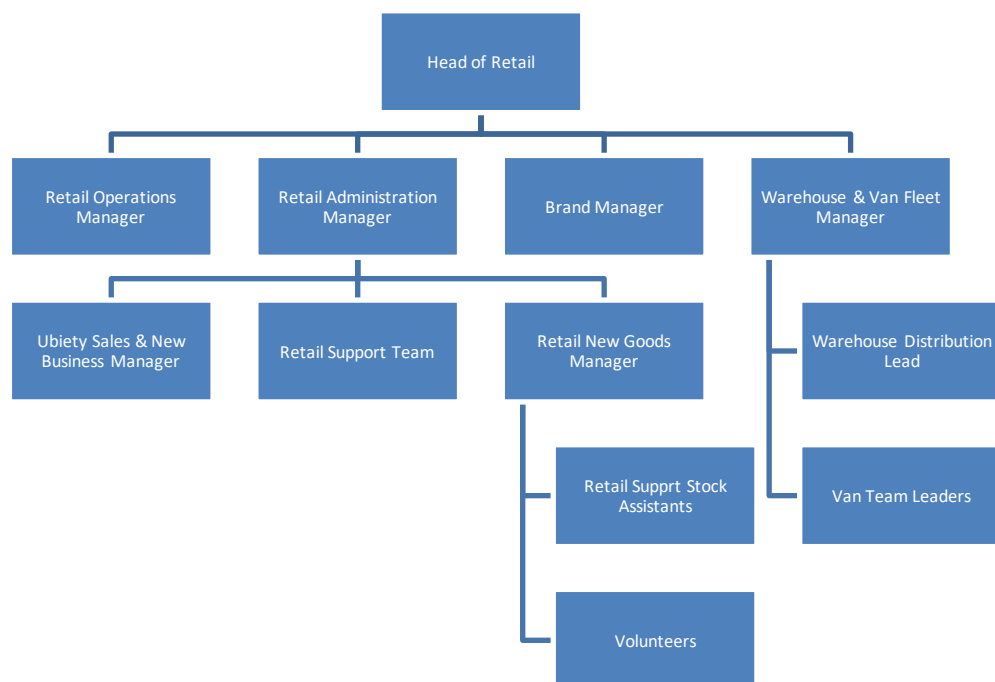 Head of Retail
Retail Operations
Manager
Retail Administration
Manager
Brand Manager
Warehouse & Van Fleet
Manager
Ubiety Sales & New
Business Manager
Retail Support Team
Retail New Goods
Manager
Warehouse Distribution
Lead
Retail Supprt Stock
Assistants
Van Team Leaders
Volunteers